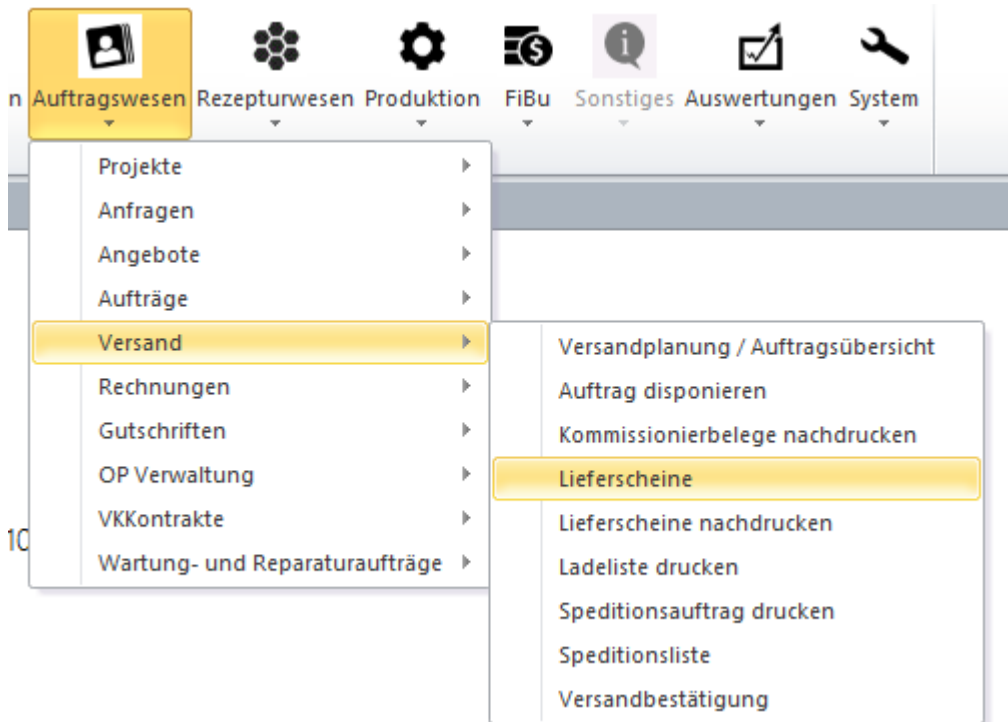 n Auftragswesen Rezepturwesen Produktion FiBu Sonstiges Auswertungen System
Projekte
Anfragen
Angebote
Aufträge
Versand
Rechnungen
Gutschriften
OP Verwaltung
VKKontrakte
Wartung- und Reparaturaufträge
10
Versandplanung / Auftragsübersicht
Auftrag disponieren
Kommissionierbelege nachdrucken
Lieferscheine
Lieferscheine nachdrucken
Ladeliste drucken
Speditionsauftrag drucken
Speditionsliste
Versandbestätigung